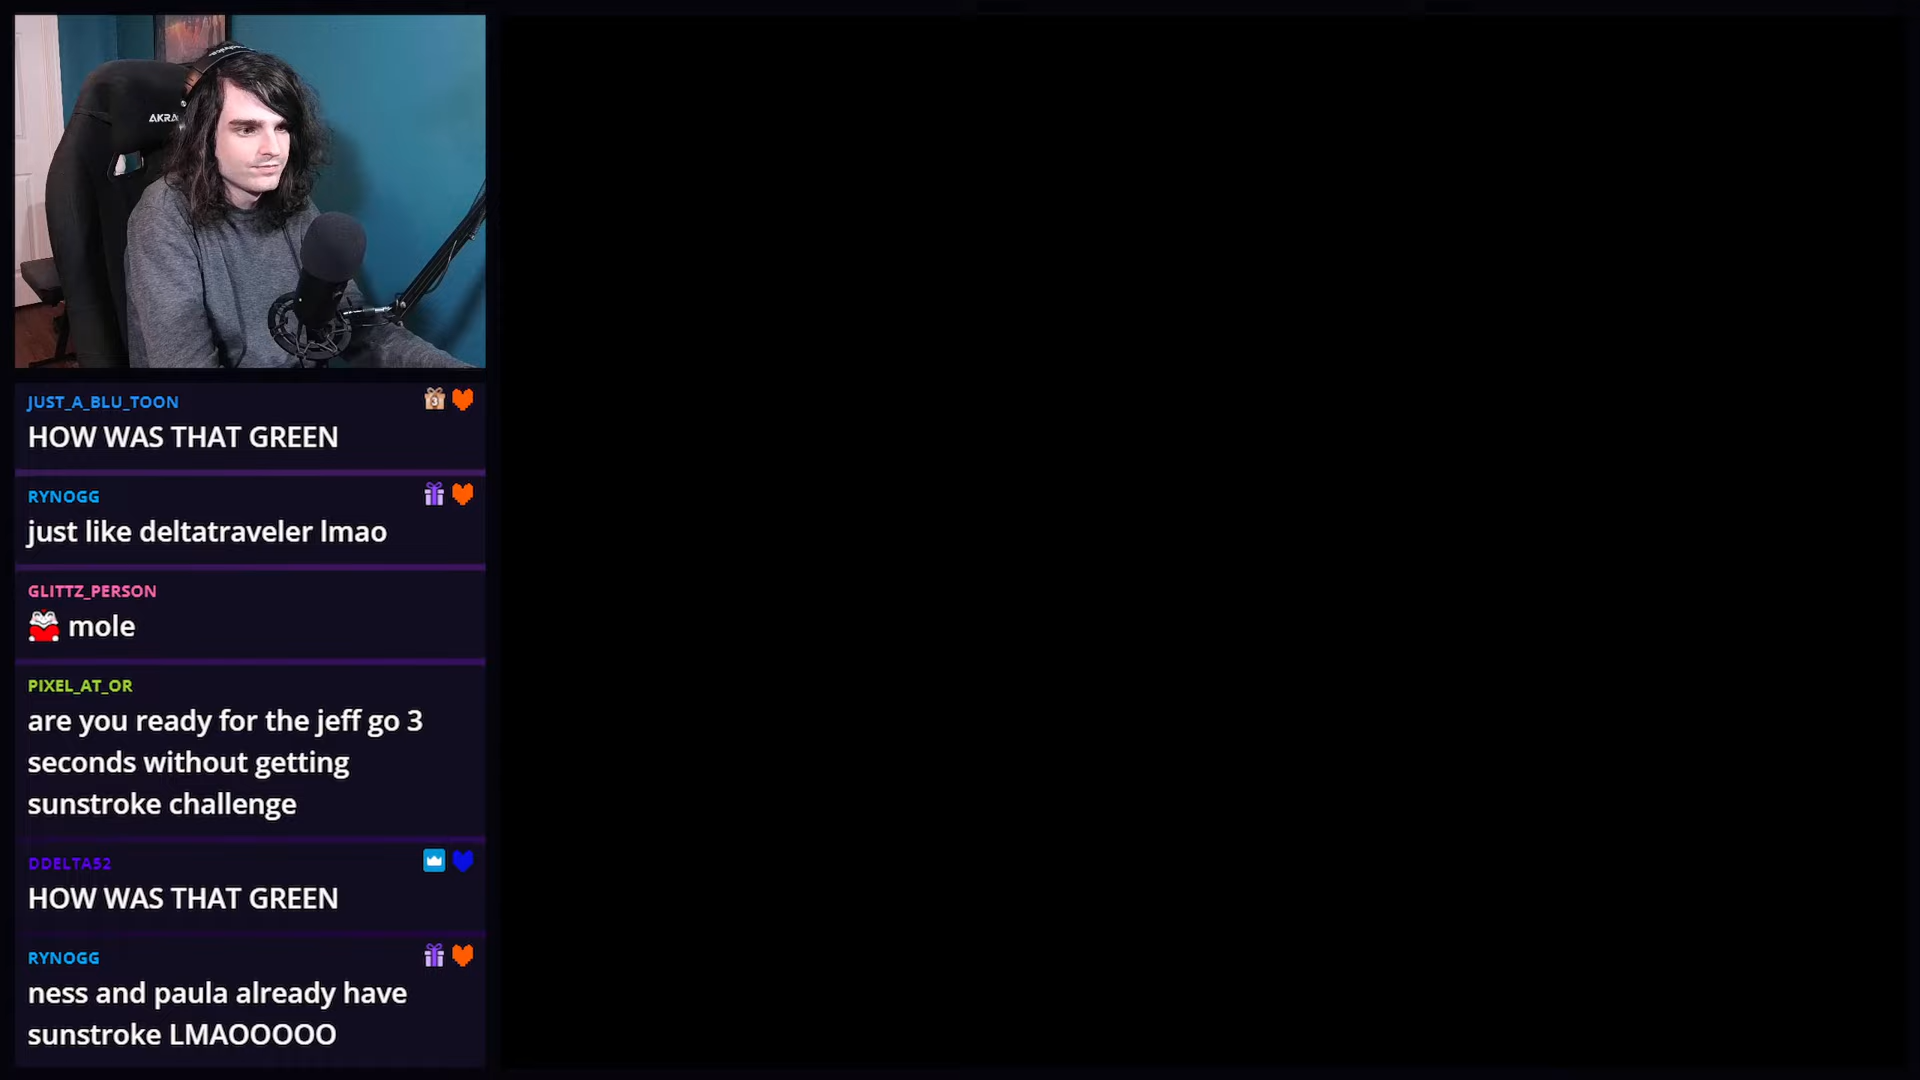 AKRA
JUST_A_BLU_TOON
HOW WAS THAT GREEN
RYNOGG
just like deltatraveler lmao
GLITTZ_PERSON
mole
PIXEL_AT_OR
are you ready for the jeff go 3
seconds without getting
sunstroke challenge
DDELTA52
HOW WAS THAT GREEN
RYNOGG
ness and paula already have
sunstroke LMAOOOOO